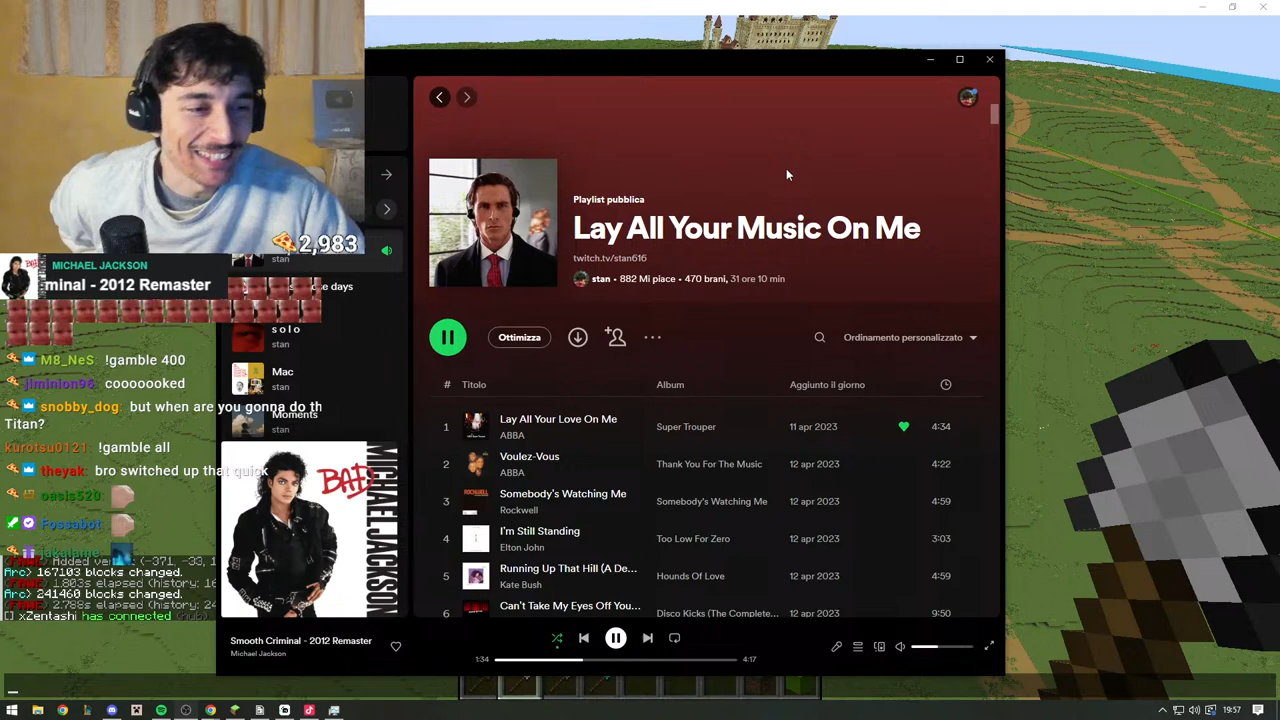 2,983
MICHAEL JACKSON
minal - 2012 Remaster
M8_NeS: !gamble 400
jlminion96: cooooooked
snobby_dog: but when are you gonna do th
Titan?
kurotsu0121: !gamble all
theyak: bro switched up that quick
oasis520:
Fossabot:
jakalame:
167103 blocks changed.
241460 blocks changed.
xZentashi has connected (hub)
stan
se days
solo
stan
Mac
stan
Moments
stan
BAD
MICHAEL JACKSON
Smooth Criminal - 2012 Remaster
Michael Jackson
Playlist pubblica
Lay All Your Music On Me
twitch.tv/stan616
stan • 882 Mi piace • 470 brani, 31 ore 10 min
Ottimizza
Ordinamento personalizzato
# Titolo Album Aggiunto il giorno
1 Lay All Your Love On Me ABBA Super Trouper 11 apr 2023 4:34
2 Voulez-Vous ABBA Thank You For The Music 12 apr 2023 4:22
3 Somebody's Watching Me Rockwell Somebody's Watching Me 12 apr 2023 4:59
4 I'm Still Standing Elton John Too Low For Zero 12 apr 2023 3:03
5 Running Up That Hill (A De... Kate Bush Hounds Of Love 12 apr 2023 4:59
6 Can't Take My Eyes Off You... Disco Kicks (The Complete... 12 apr 2023 9:50
1:34 4:17
19:57